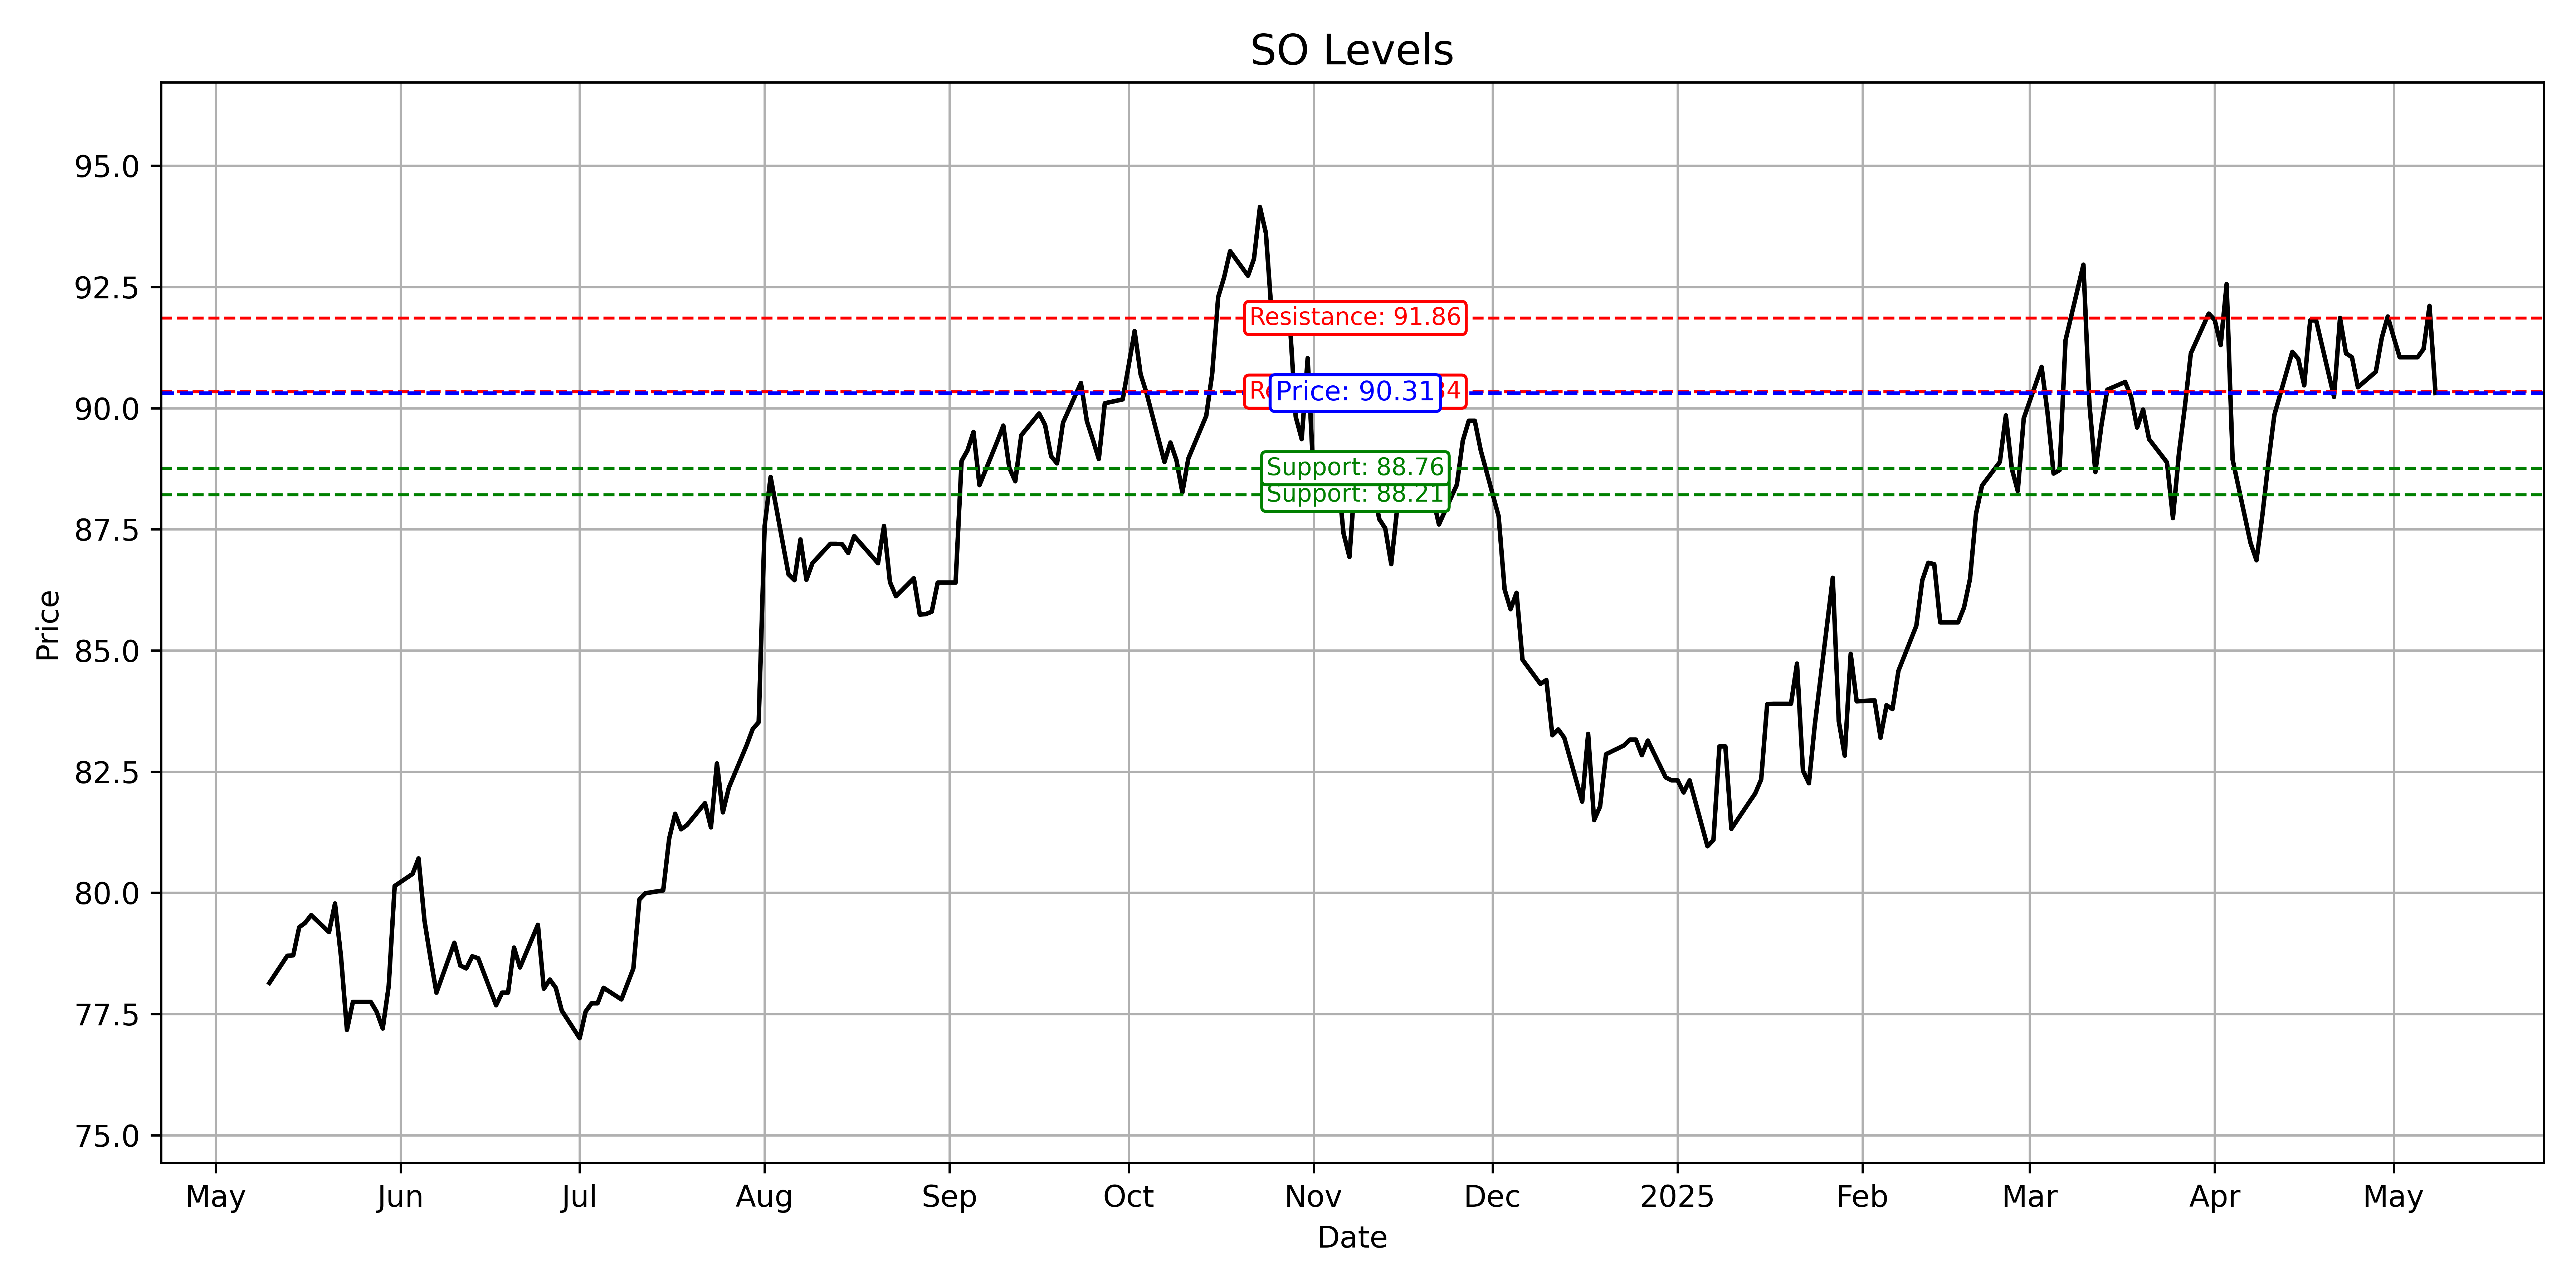 SO Levels
95.0
92.5
90.0
87.5
85.0
82.5
80.0
77.5
75.0
Price
Resistance: 91.86
Price: 90.31
Support: 88.76
Support: 88.21
May Jun Jul Aug Sep Oct Nov Dec 2025 Feb Mar Apr May
Date